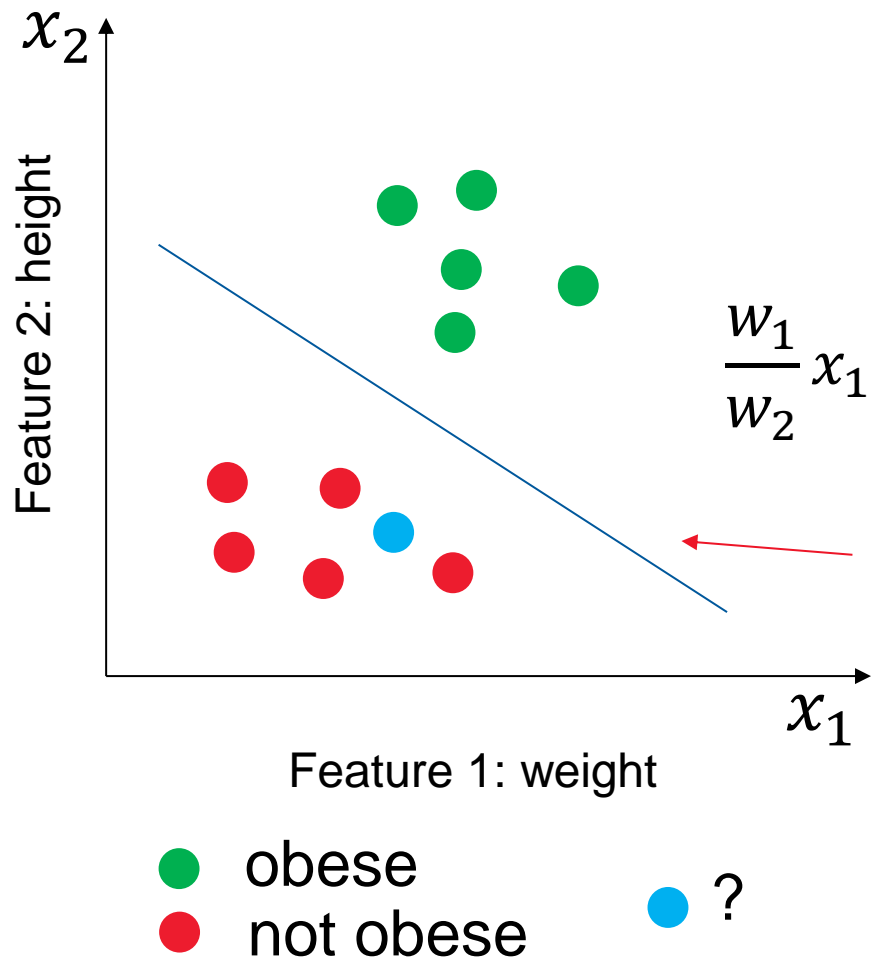 x₂
Feature 2: height
w₁
w₂
x₁
x₁
Feature 1: weight
obese
not obese
?